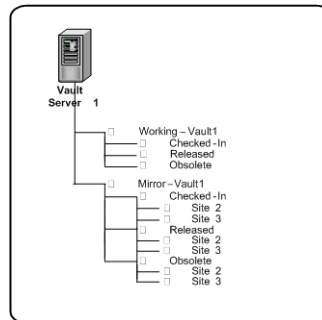 Vault
Server 1
Working – Vault1
Checked-In
Released
Obsolete
Mirror – Vault1
Checked-In
Site 2
Site 3
Released
Site 2
Site 3
Obsolete
Site 2
Site 3